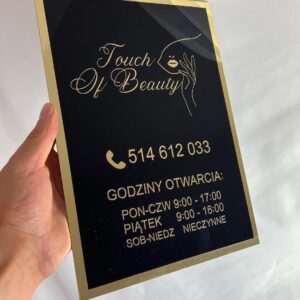 Touch
Of Beauty
514 612 033
GODZINY OTWARCIA:
PON-CZW 9:00 - 17:00
PIĄTEK 9:00 - 16:00
SOB-NIEDZ NIECZYNNE